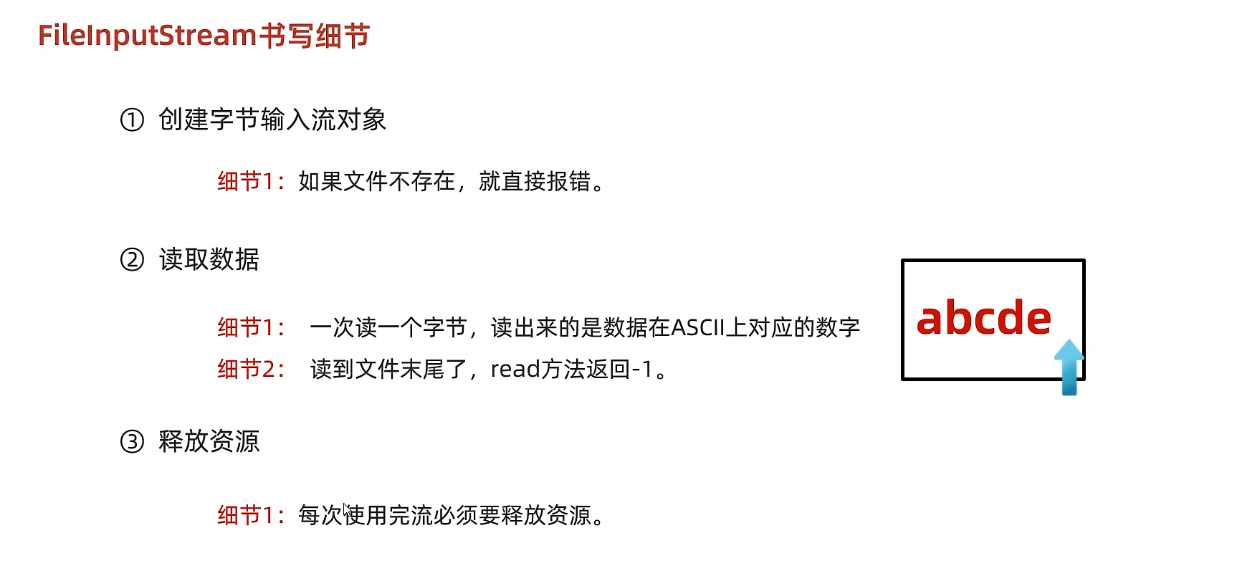 FileInputStream书写细节
① 创建字节输入流对象
细节1：如果文件不存在，就直接报错。
② 读取数据
细节1： 一次读一个字节，读出来的是数据在ASCII上对应的数字
细节2： 读到文件末尾了，read方法返回-1。
abcde
③ 释放资源
细节1：每次使用完流必须要释放资源。